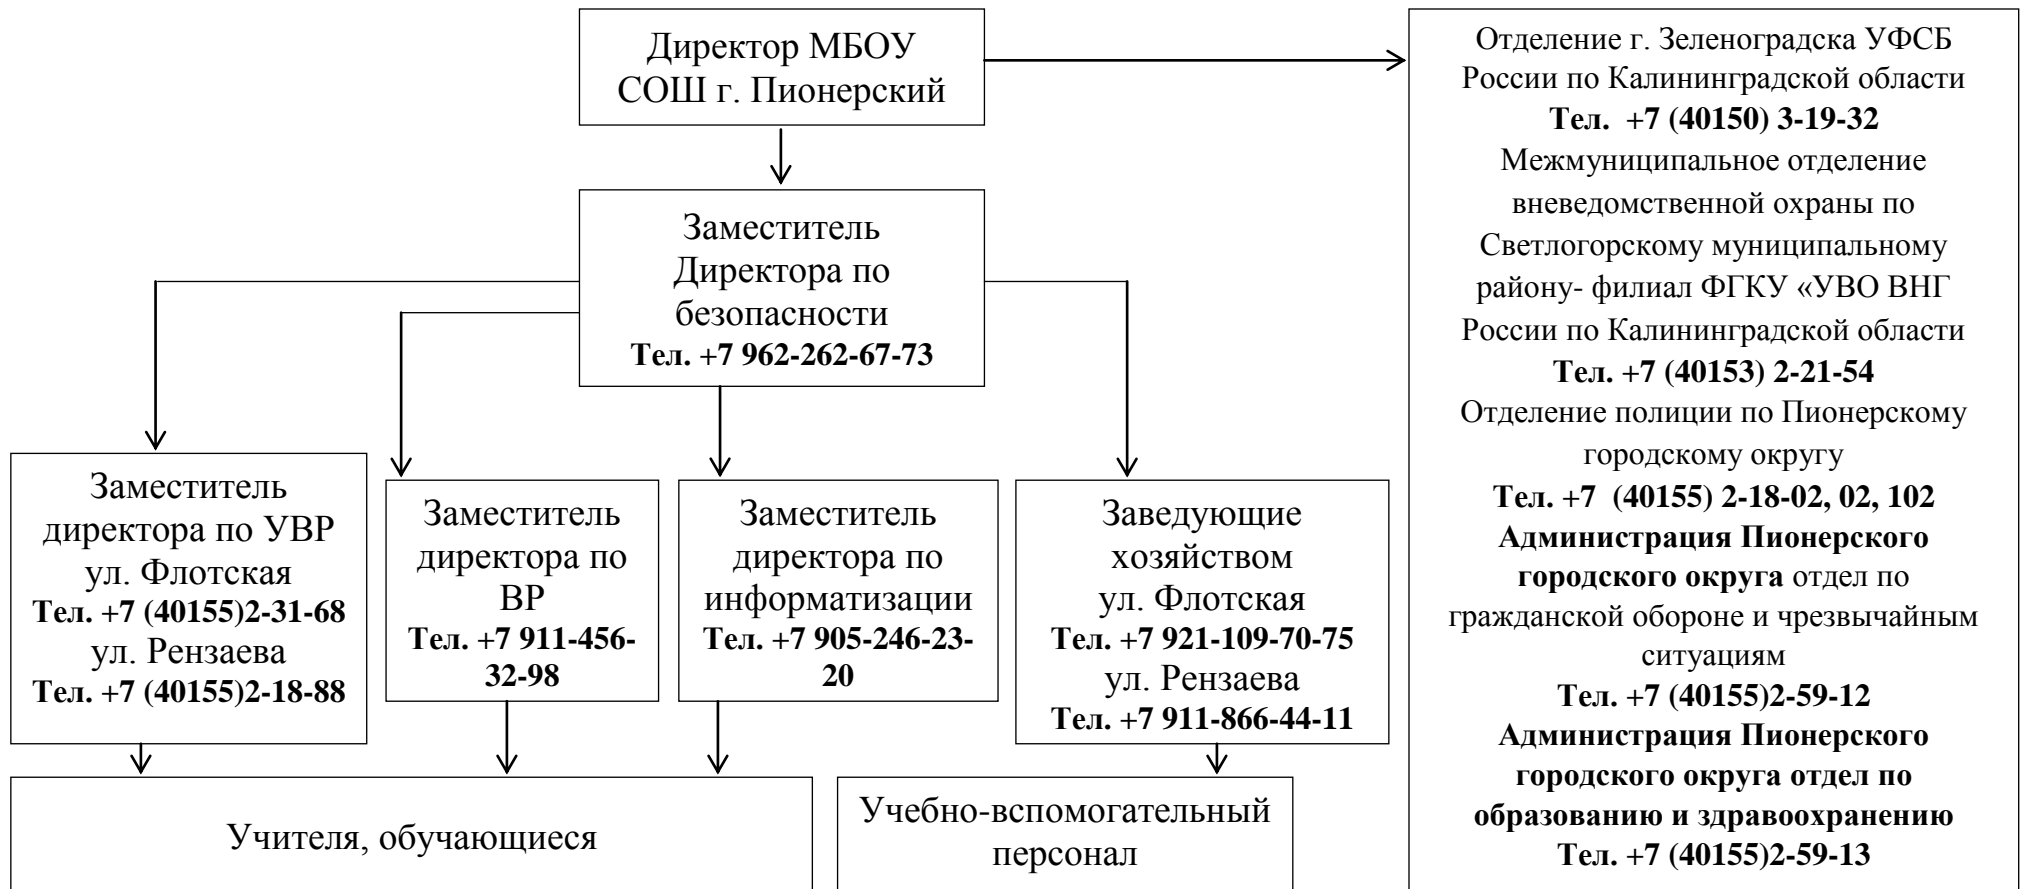 Директор МБОУ
СОШ г. Пионерский
Заместитель
Директора по
безопасности
Тел. +7 962-262-67-73
Заместитель
директора по УВР
ул. Флотская
Тел. +7 (40155)2-31-68
ул. Рензаева
Тел. +7 (40155)2-18-88
Заместитель
директора по
ВР
Тел. +7 911-456-
32-98
Заместитель
директора по
информатизации
Тел. +7 905-246-23-
20
Заведующие
хозяйством
ул. Флотская
Тел. +7 921-109-70-75
ул. Рензаева
Тел. +7 911-866-44-11
Учителя, обучающиеся
Учебно-вспомогательный
персонал
Отделение г. Зеленоградска УФСБ
России по Калининградской области
Тел.  +7 (40150) 3-19-32
Межмуниципальное отделение
вневедомственной охраны по
Светлогорскому муниципальному
району- филиал ФГКУ «УВО ВНГ
России по Калининградской области
Тел. +7 (40153) 2-21-54
Отделение полиции по Пионерскому
городскому округу
Тел. +7  (40155) 2-18-02, 02, 102
Администрация Пионерского
городского округа отдел по
гражданской обороне и чрезвычайным
ситуациям
Тел. +7 (40155)2-59-12
Администрация Пионерского
городского округа отдел по
образованию и здравоохранению
Тел. +7 (40155)2-59-13